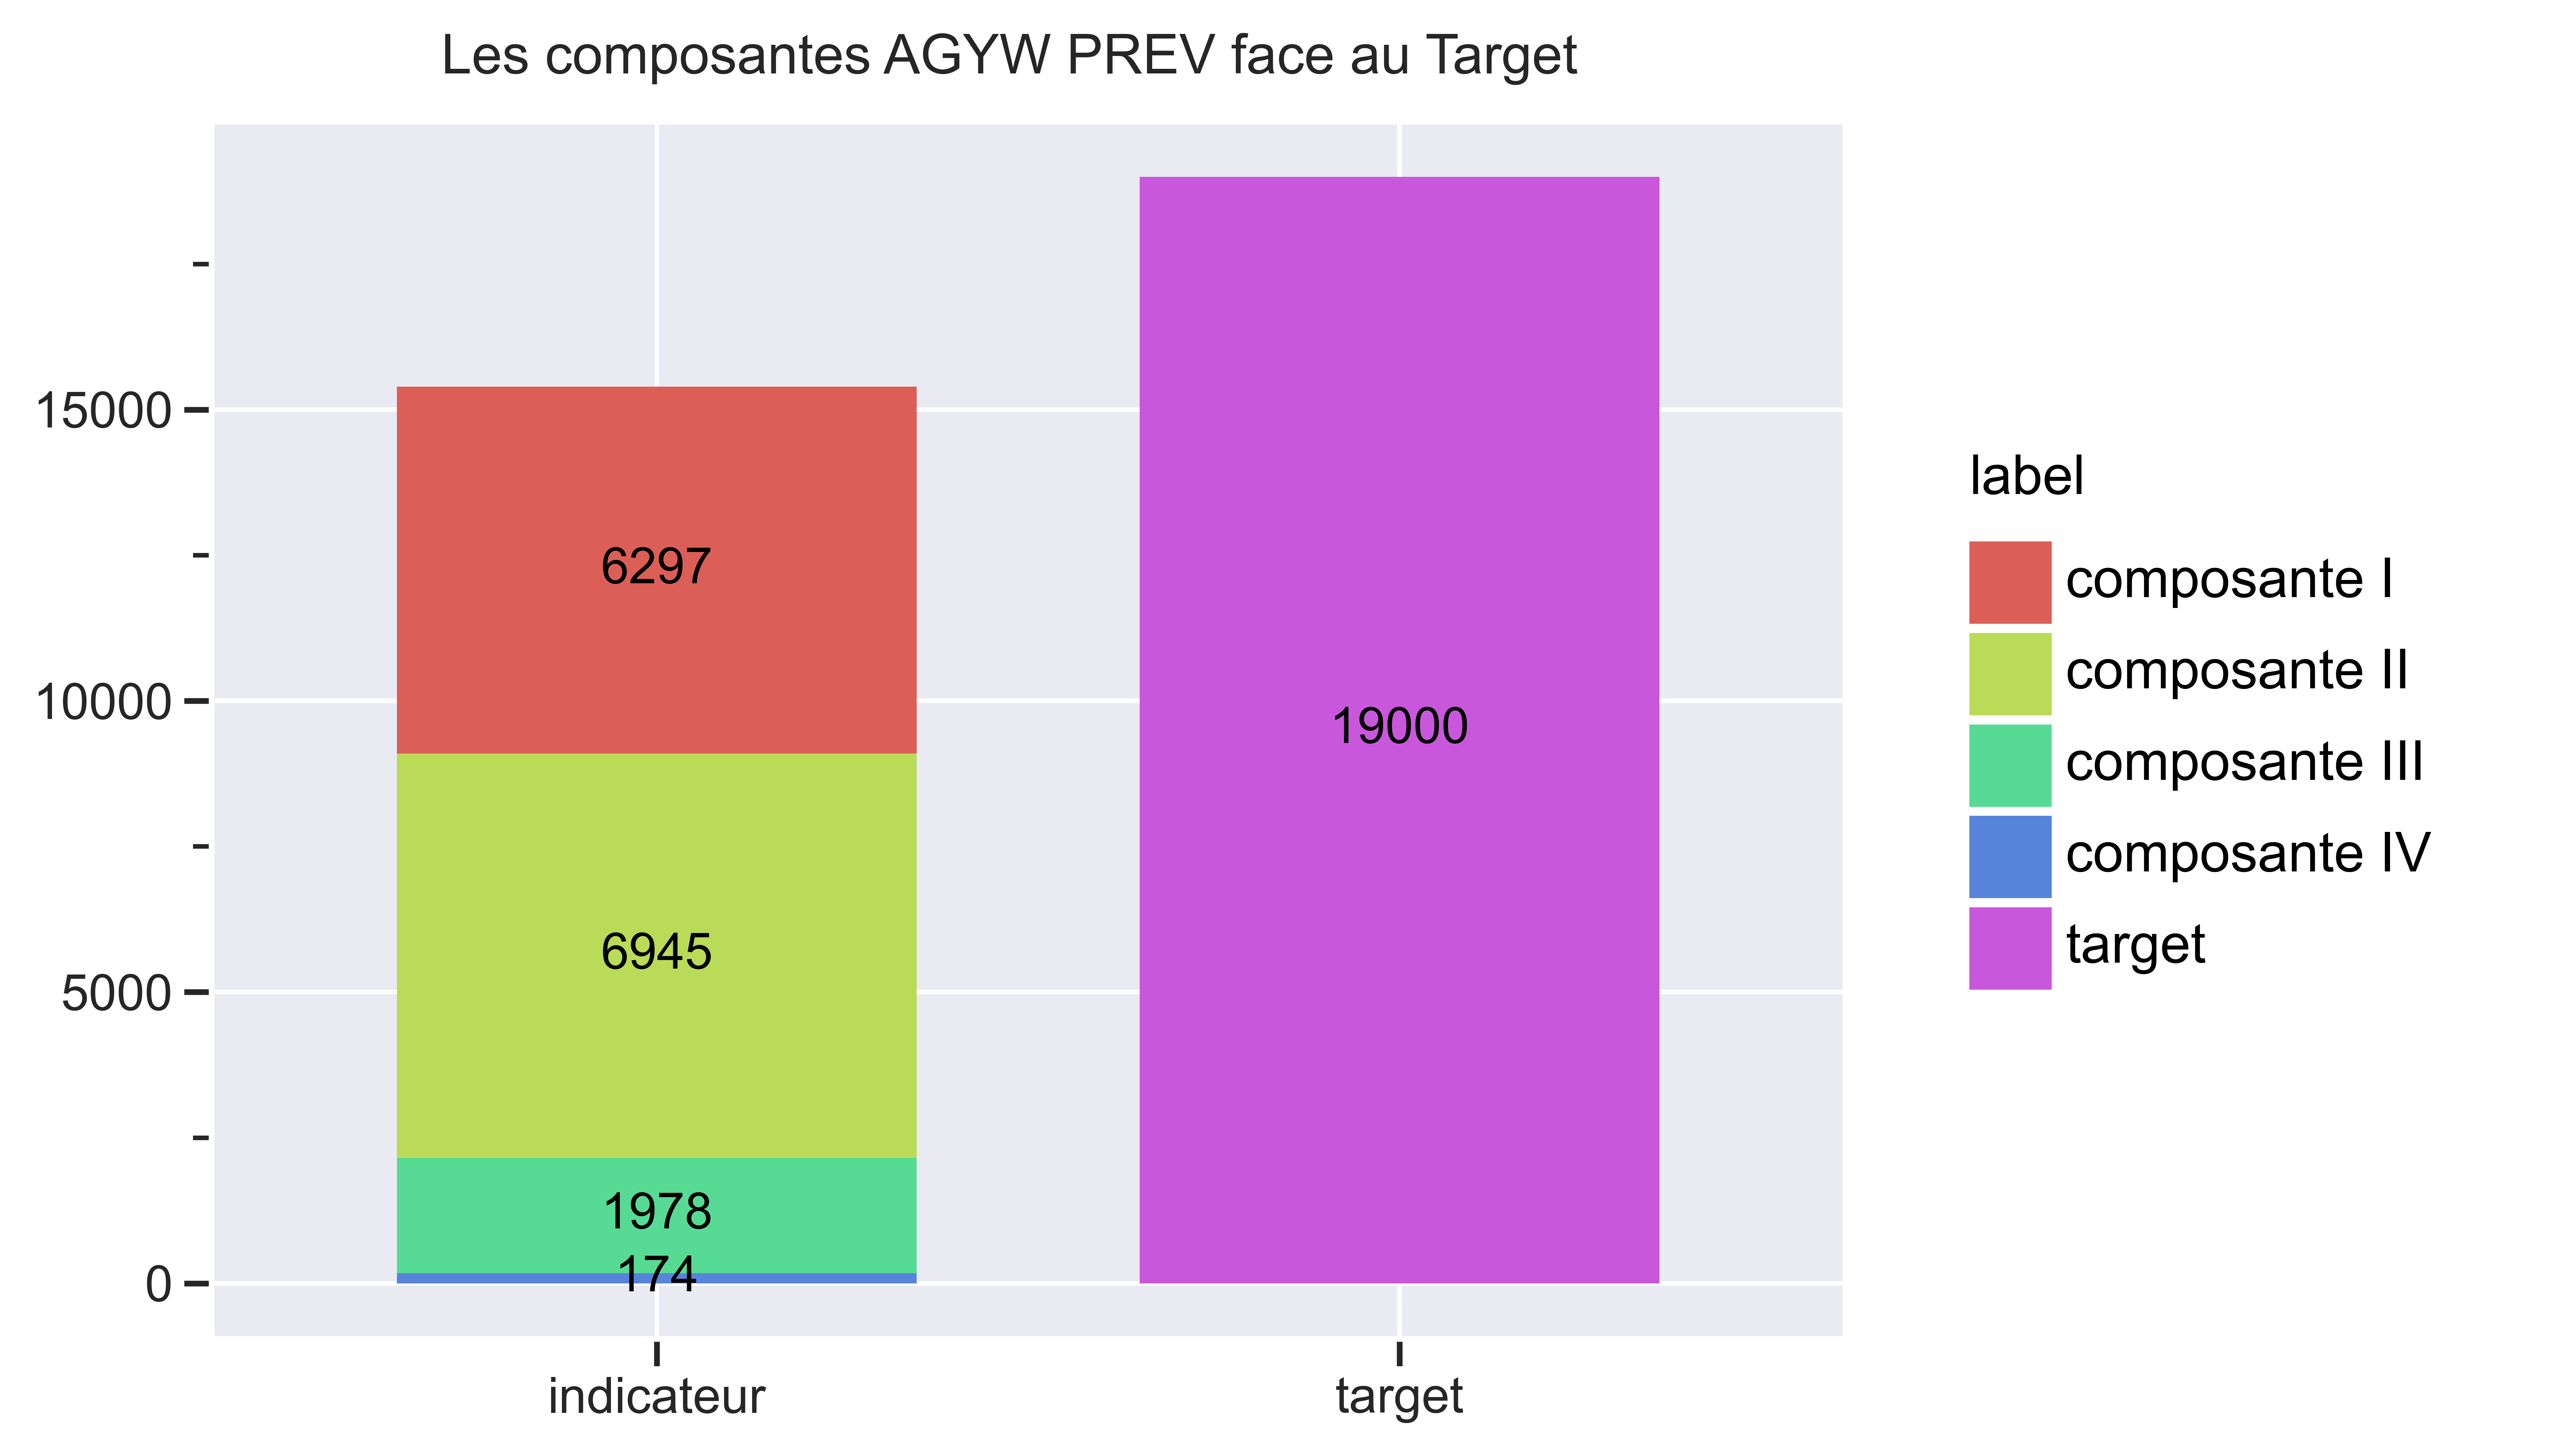 Les composantes AGYW PREV face au Target
15000
10000
5000
0
6297
6945
1978
174
19000
indicateur
target
label
composante I
composante II
composante III
composante IV
target